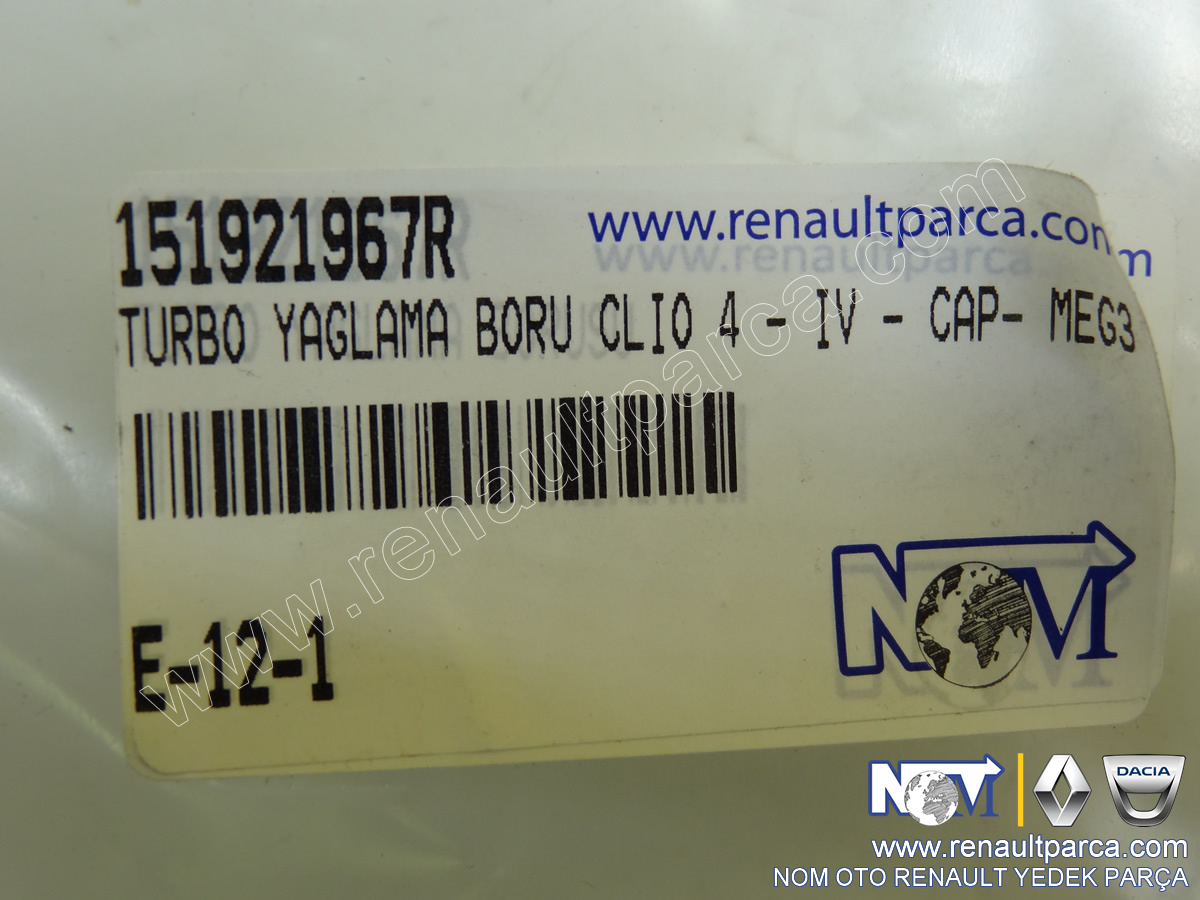 151921967R
www.renaultparca.com
m
TURBO YAGLAMA BORU CLIO 4 - IV - CAP- MEG3
www.renaultparca.com
E-12-1
NOM
NOM
DACIA
www.renaultparca.com
NOM OTO RENAULT YEDEK PARÇA